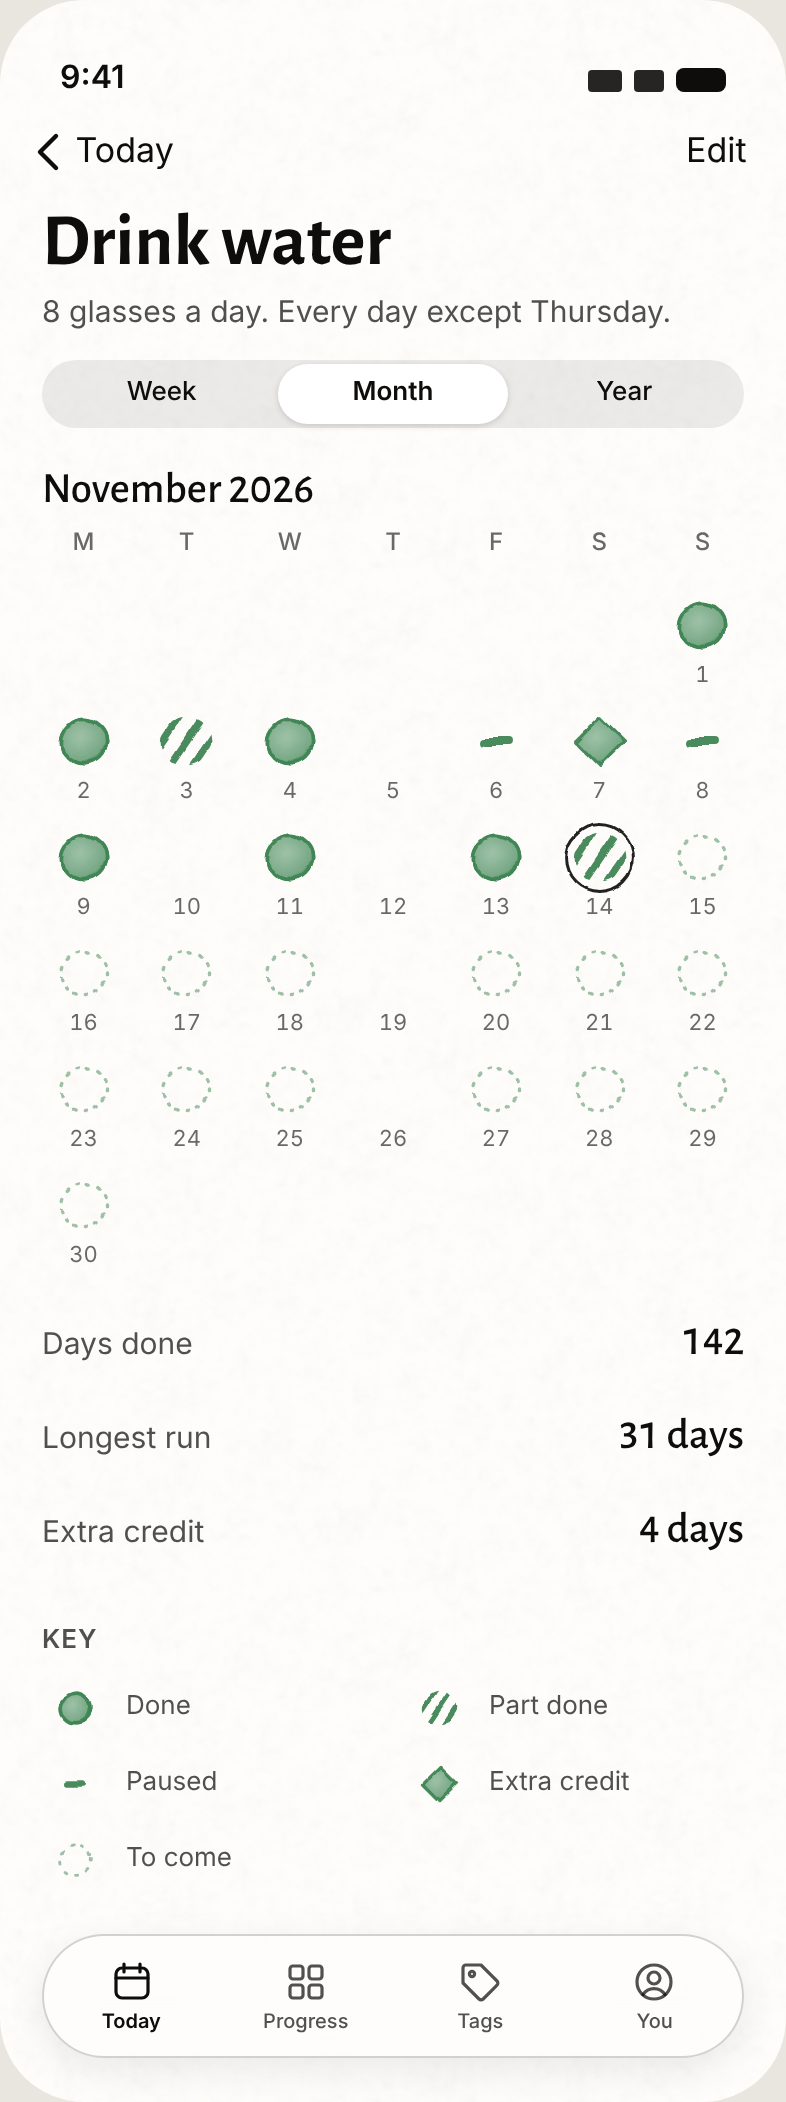 9:41
Today
Edit
Drink water
8 glasses a day. Every day except Thursday.
Week Month Year
November 2026
M T W T F S S
1
2 3 4 5 6 7 8
9 10 11 12 13 14 15
16 17 18 19 20 21 22
23 24 25 26 27 28 29
30
Days done 142
Longest run 31 days
Extra credit 4 days
KEY
Done Part done
Paused Extra credit
To come
Today Progress Tags You